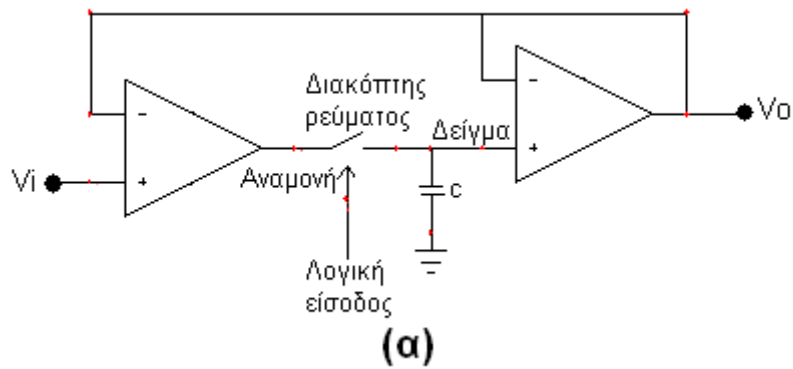 Διακόπτης
ρεύματος
Vo
-
-
Δείγμα
+
Vi
+
Αναμονή
c
Λογική
είσοδος
(α)